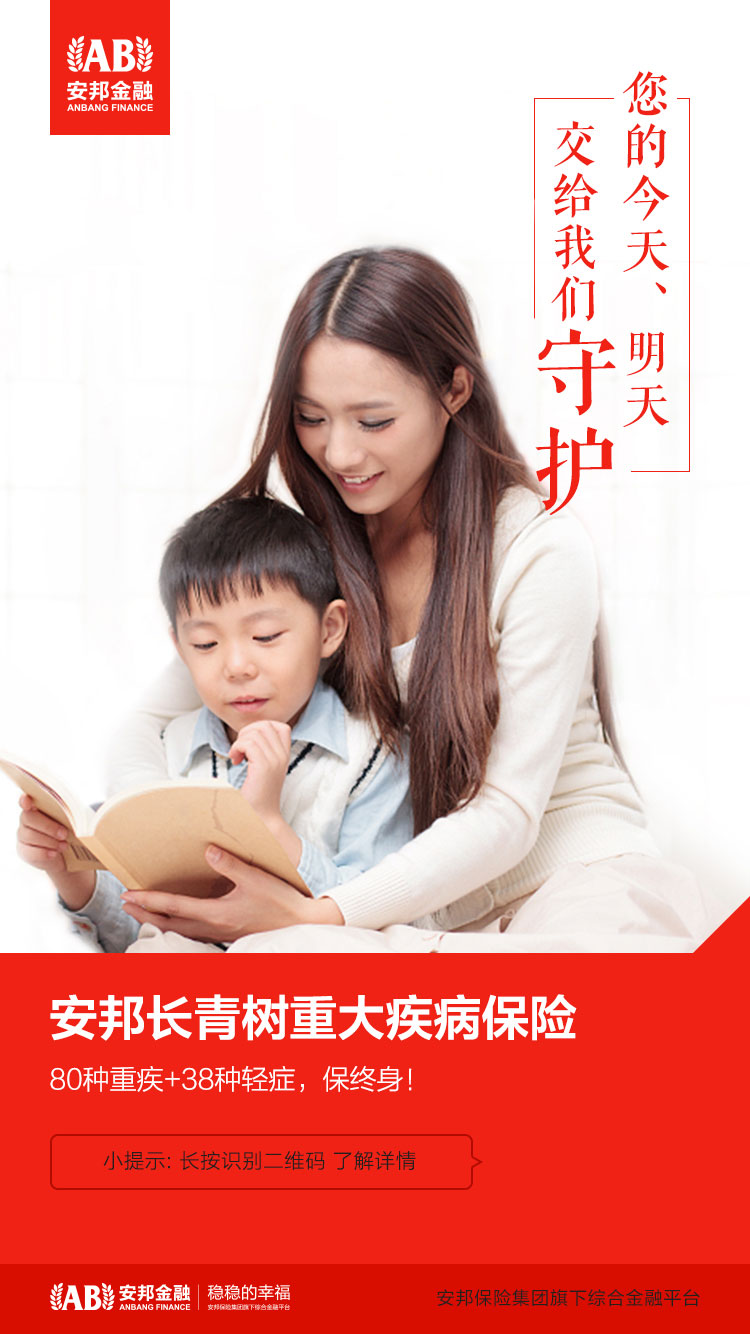 AB
安邦金融
ANBANG FINANCE
您的今天、明天
交给我们守护
安邦长青树重大疾病保险
80种重疾+38种轻症，保终身！
小提示: 长按识别二维码 了解详情
AB
安邦金融
ANBANG FINANCE
稳稳的幸福
安邦保险集团旗下综合金融平台
安邦保险集团旗下综合金融平台